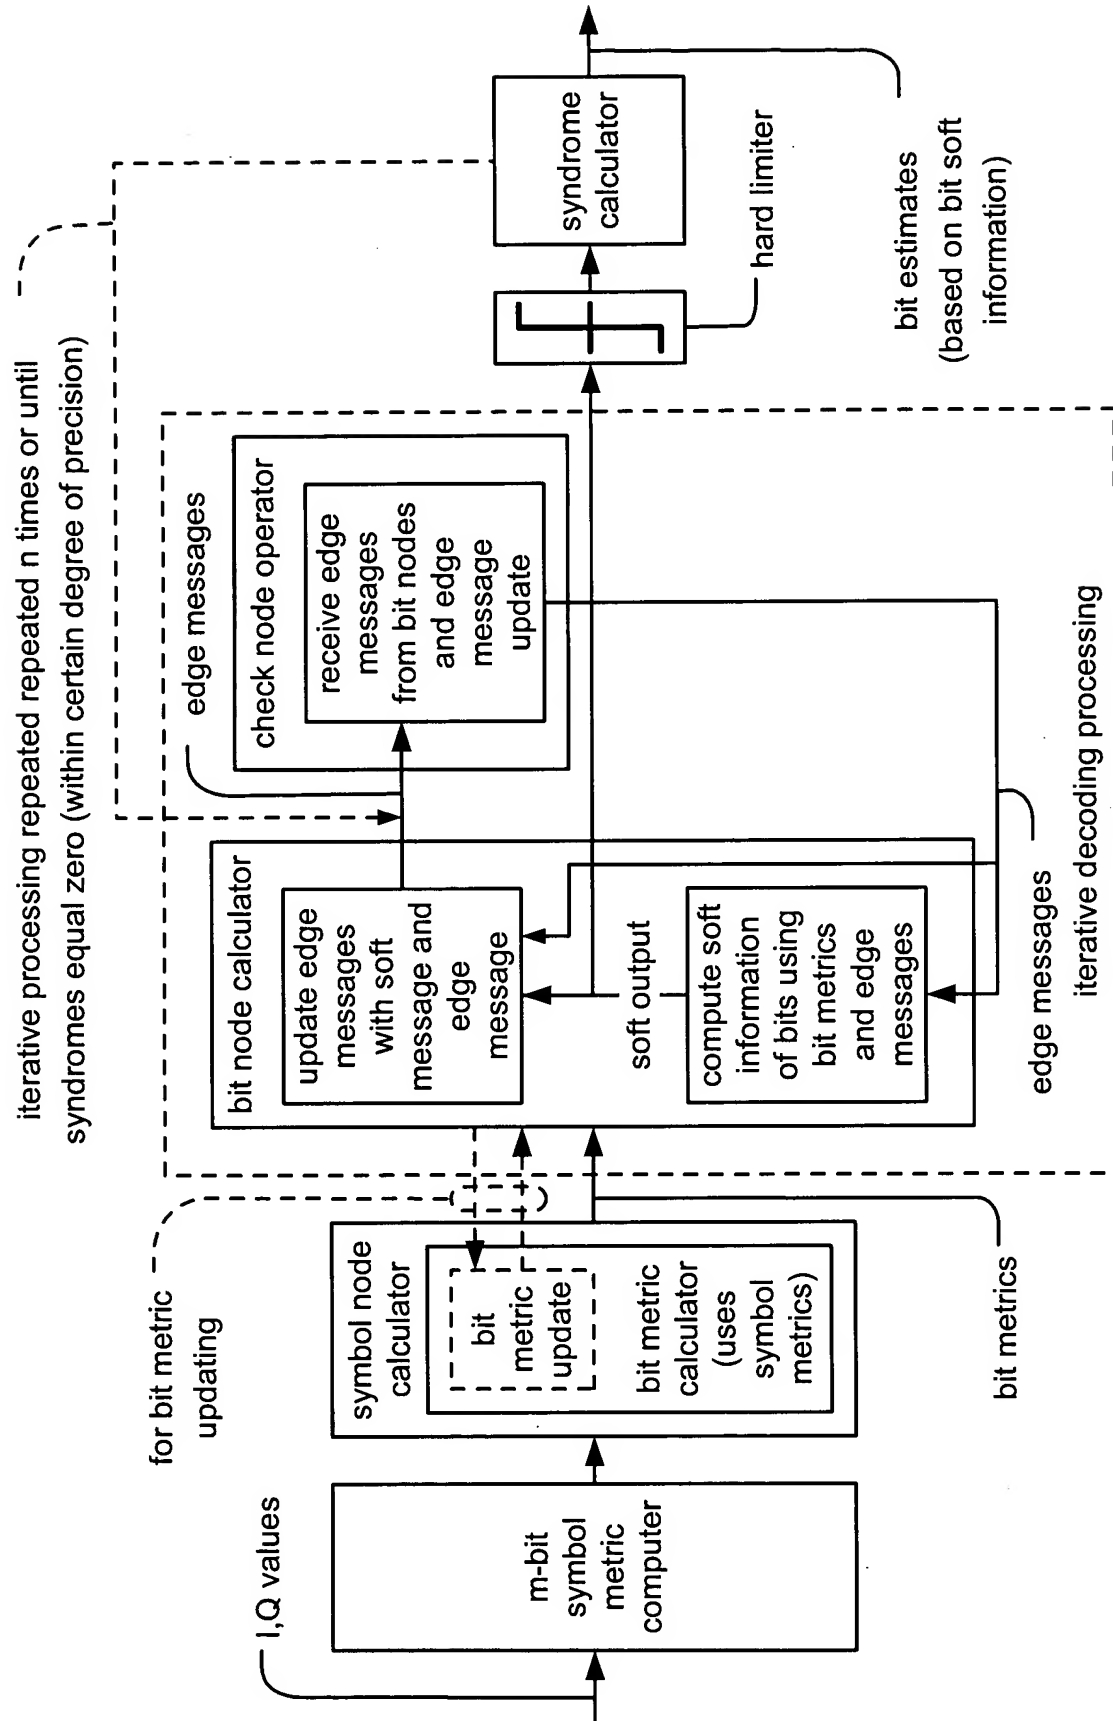 iterative processing repeated repeated n times or until
syndromes equal zero (within certain degree of precision)
for bit metric
updating
I,Q values
m-bit
symbol
metric
computer
symbol node
calculator
bit
metric
update
bit metric
calculator
(uses
symbol
metrics)
bit metrics
bit node calculator
update edge
messages
with soft
message and
edge
message
soft output
compute soft
information
of bits using
bit metrics
and edge
messages
edge messages
check node operator
receive edge
messages
from bit nodes
and edge
message
update
edge messages
iterative decoding processing
hard limiter
syndrome
calculator
bit estimates
(based on bit soft
information)